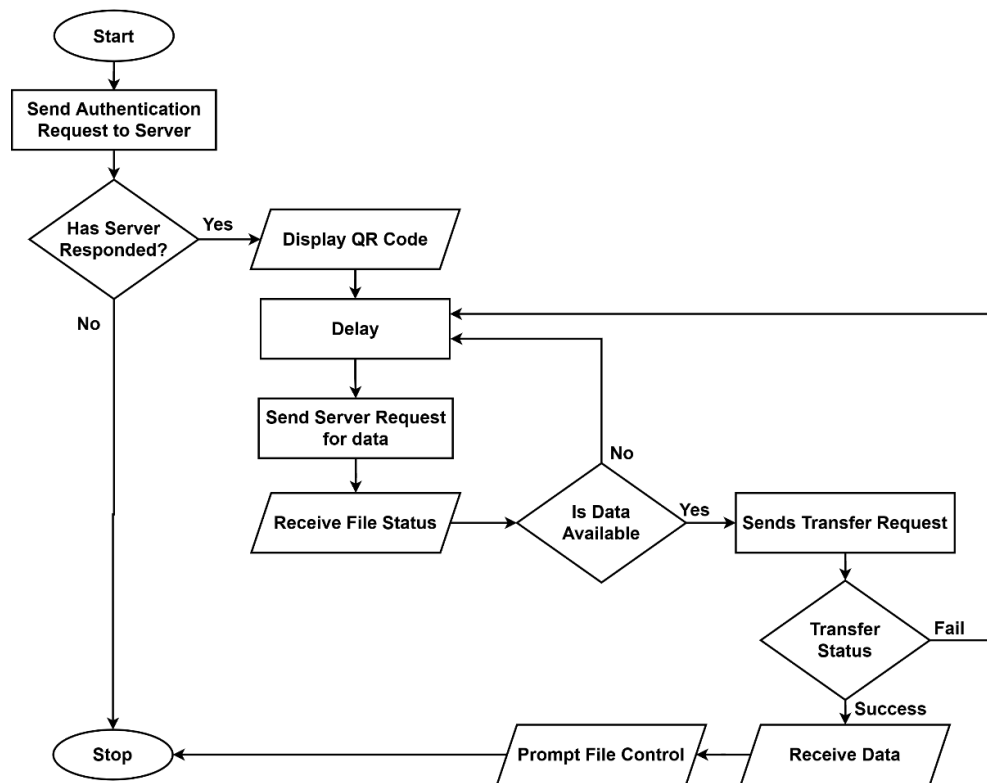 Start
Send Authentication
Request to Server
Has Server
Responded?
Yes
Display QR Code
No
Delay
Send Server Request
for data
No
Receive File Status
Is Data
Available
Yes
Sends Transfer Request
Transfer
Status
Fail
Success
Stop
Prompt File Control
Receive Data